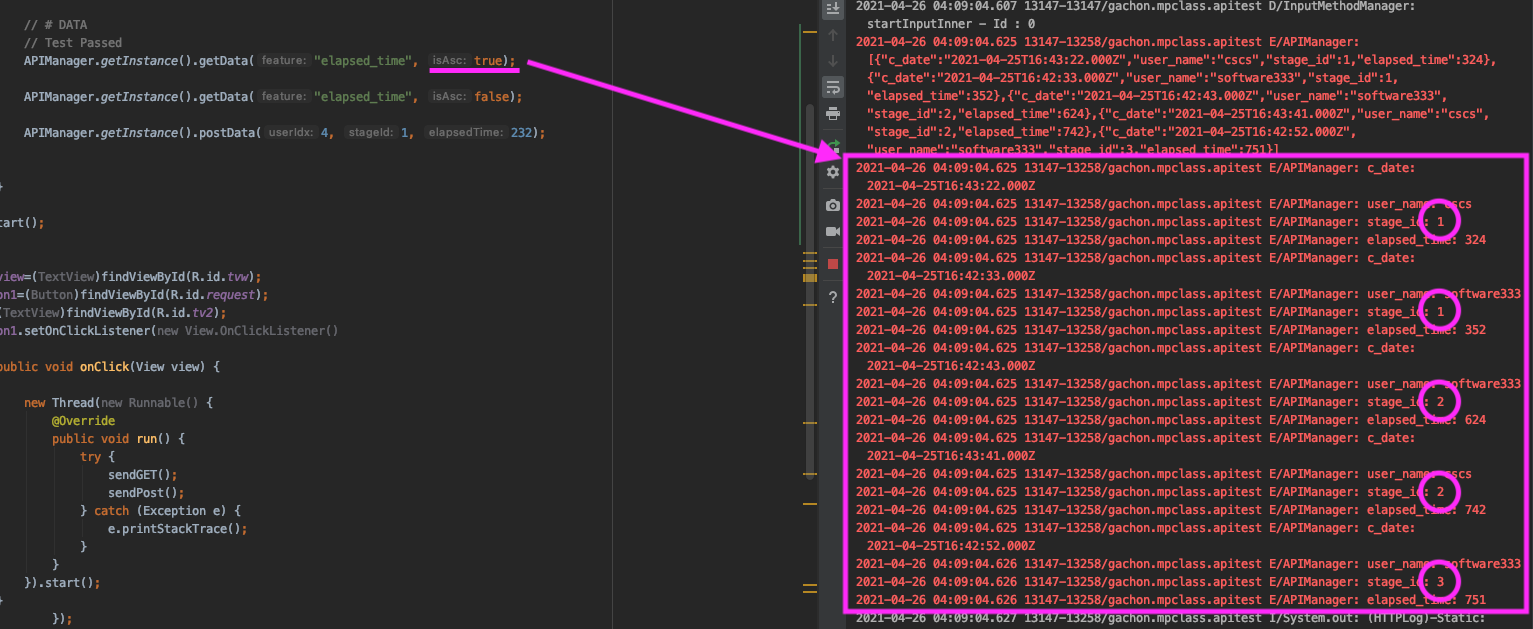 // # DATA
// Test Passed
APIManager.getInstance().getData( feature: "elapsed_time", isAsc: true);
APIManager.getInstance().getData( feature: "elapsed_time", isAsc: false);
APIManager.getInstance().postData( userIdx: 4, stageId: 1, elapsedTime: 232);
}
tart();
view=(TextView)findViewById(R.id.tvw);
on1=(Button)findViewById(R.id.request);
(TextView)findViewById(R.id.tv2);
on1.setOnClickListener(new View.OnClickListener()
public void onClick(View view) {
new Thread(new Runnable() {
@Override
public void run() {
try {
sendGET();
sendPost();
} catch (Exception e) {
e.printStackTrace();
}
}
}).start();
}
});
2021-04-26 04:09:04.607 13147-13147/gachon.mpclass.apitest D/InputMethodManager:
startInputInner - Id : 0
2021-04-26 04:09:04.625 13147-13258/gachon.mpclass.apitest E/APIManager:
[{"c_date":"2021-04-25T16:43:22.000Z","user_name":"cscs","stage_id":1,"elapsed_time":324},
{"c_date":"2021-04-25T16:42:33.000Z","user_name":"software333","stage_id":1,
"elapsed_time":352},{"c_date":"2021-04-25T16:42:43.000Z","user_name":"software333",
"stage_id":2,"elapsed_time":624},{"c_date":"2021-04-25T16:43:41.000Z","user_name":"cscs",
"stage_id":2,"elapsed_time":742},{"c_date":"2021-04-25T16:42:52.000Z",
"user_name":"software333","stage_id":3,"elapsed_time":751}]
2021-04-26 04:09:04.625 13147-13258/gachon.mpclass.apitest E/APIManager: c_date:
2021-04-25T16:43:22.000Z
2021-04-26 04:09:04.625 13147-13258/gachon.mpclass.apitest E/APIManager: user_name: cscs
2021-04-26 04:09:04.625 13147-13258/gachon.mpclass.apitest E/APIManager: stage_id: 1
2021-04-26 04:09:04.625 13147-13258/gachon.mpclass.apitest E/APIManager: elapsed_time: 324
2021-04-26 04:09:04.625 13147-13258/gachon.mpclass.apitest E/APIManager: c_date:
2021-04-25T16:42:33.000Z
2021-04-26 04:09:04.625 13147-13258/gachon.mpclass.apitest E/APIManager: user_name: software333
2021-04-26 04:09:04.625 13147-13258/gachon.mpclass.apitest E/APIManager: stage_id: 1
2021-04-26 04:09:04.625 13147-13258/gachon.mpclass.apitest E/APIManager: elapsed_time: 352
2021-04-26 04:09:04.625 13147-13258/gachon.mpclass.apitest E/APIManager: c_date:
2021-04-25T16:42:43.000Z
2021-04-26 04:09:04.625 13147-13258/gachon.mpclass.apitest E/APIManager: user_name: software333
2021-04-26 04:09:04.625 13147-13258/gachon.mpclass.apitest E/APIManager: stage_id: 2
2021-04-26 04:09:04.625 13147-13258/gachon.mpclass.apitest E/APIManager: elapsed_time: 624
2021-04-26 04:09:04.625 13147-13258/gachon.mpclass.apitest E/APIManager: c_date:
2021-04-25T16:43:41.000Z
2021-04-26 04:09:04.625 13147-13258/gachon.mpclass.apitest E/APIManager: user_name: cscs
2021-04-26 04:09:04.625 13147-13258/gachon.mpclass.apitest E/APIManager: stage_id: 2
2021-04-26 04:09:04.625 13147-13258/gachon.mpclass.apitest E/APIManager: elapsed_time: 742
2021-04-26 04:09:04.625 13147-13258/gachon.mpclass.apitest E/APIManager: c_date:
2021-04-25T16:42:52.000Z
2021-04-26 04:09:04.626 13147-13258/gachon.mpclass.apitest E/APIManager: user_name: software333
2021-04-26 04:09:04.626 13147-13258/gachon.mpclass.apitest E/APIManager: stage_id: 3
2021-04-26 04:09:04.626 13147-13258/gachon.mpclass.apitest E/APIManager: elapsed_time: 751
2021-04-26 04:09:04.626 13147-13258/gachon.mpclass.apitest I/System.out: (HTTPLog)-Static: